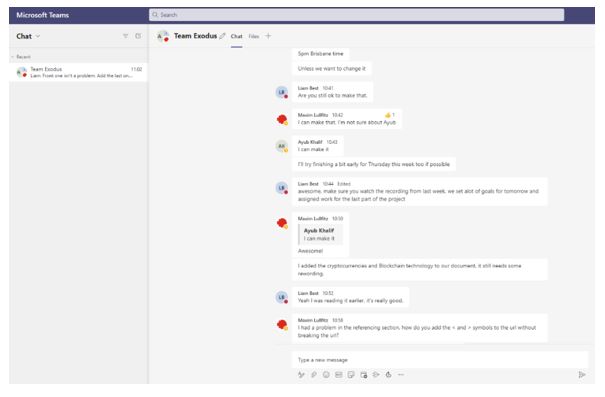 Microsoft Teams
Search
Chat
Team Exodus
Chat
Files
Recent
Team Exodus 11:02
Liam: Front one isn't a problem. Add the last on...
5pm Brisbane time
Unless we want to change it
LB
Liam Best 10:41
Are you still ok to make that.
Maxim Lullfitz 10:42 1
I can make that. I'm not sure about Ayub
Ayub Khalif 10:43
I can make it
I'll try finishing a bit early for Thursday this week too if possible
LB
Liam Best 10:44 Edited
awesome. make sure you watch the recording from last week, we set alot of goals for tomorrow and
assigned work for the last part of the project
Maxim Lullfitz 10:50
Ayub Khalif
I can make it
Awesome!
I added the cryptocurrencies and Blockchain technology to our document, it still needs some
rewording.
LB
Liam Best 10:52
Yeah I was reading it earlier, it's really good.
Maxim Lullfitz 10:58
I had a problem in the referencing section, how do you add the < and > symbols to the url without
breaking the url?
Type a new message